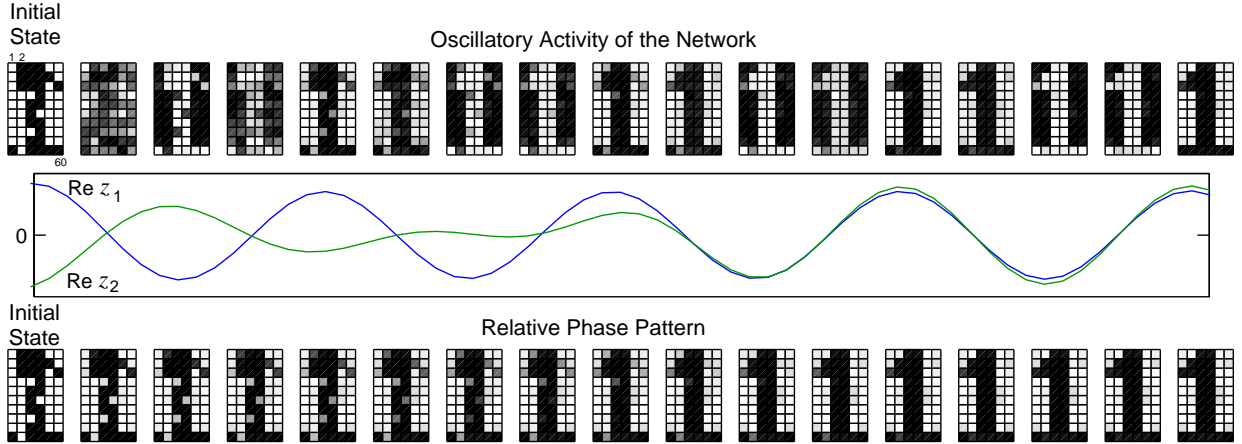 Initial
State
Oscillatory Activity of the Network
1 2
60
Re z1
0
Re z2
Initial
State
Relative Phase Pattern